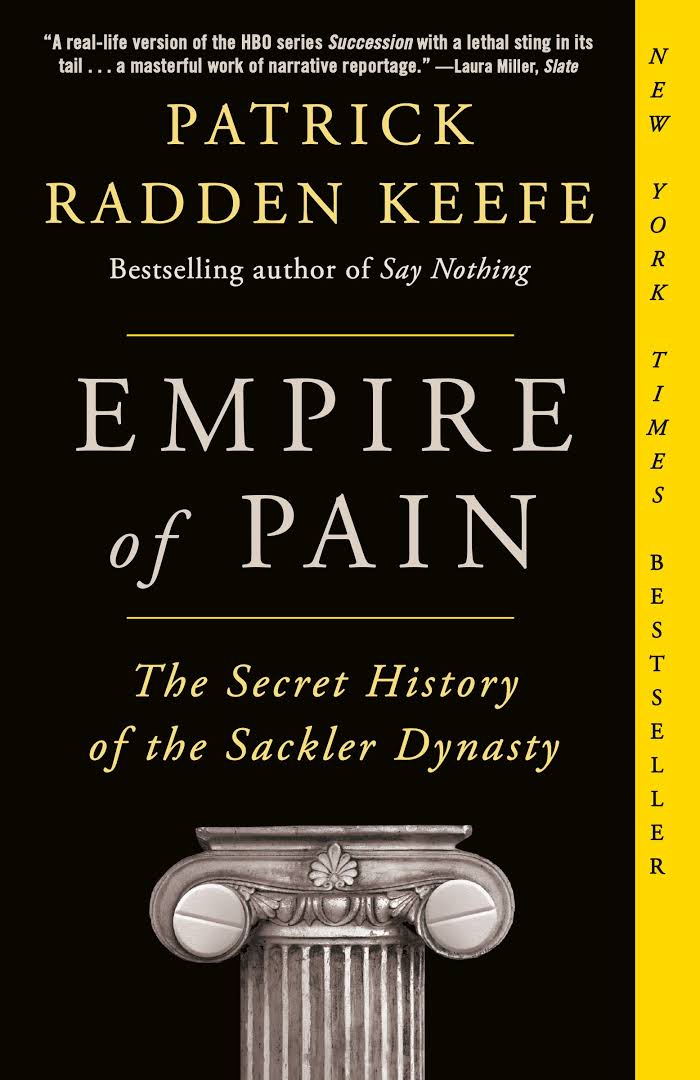 “A real-life version of the HBO series Succession with a lethal sting in its
tail . . . a masterful work of narrative reportage.” —Laura Miller, Slate
PATRICK
RADDEN KEEFE
Bestselling author of Say Nothing
EMPIRE
of PAIN
The Secret History
of the Sackler Dynasty
NEW YORK TIMES BESTSELLER